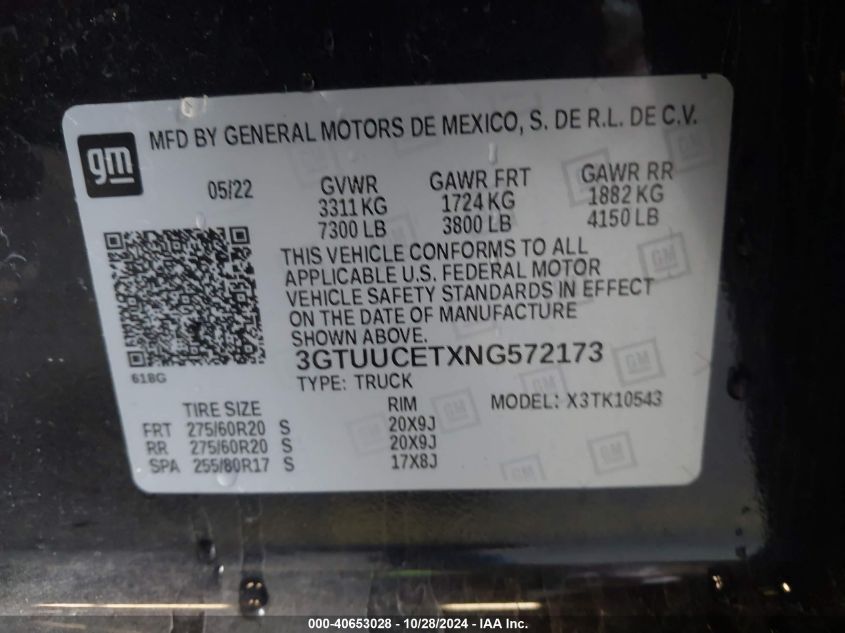 gm
MFD BY GENERAL MOTORS DE MEXICO, S. DE R.L. DE C.V.
05/22
GVWR GAWR FRT GAWR RR
3311 KG 1724 KG 1882 KG
7300 LB 3800 LB 4150 LB
THIS VEHICLE CONFORMS TO ALL
APPLICABLE U.S. FEDERAL MOTOR
VEHICLE SAFETY STANDARDS IN EFFECT
ON THE DATE OF MANUFACTURE
SHOWN ABOVE.
3GTUUCETXNG572173
618G
TYPE: TRUCK
TIRE SIZE RIM MODEL: X3TK10543
FRT 275/60R20 S 20X9J
RR 275/60R20 S 20X9J
SPA 255/80R17 S 17X8J
000-40653028 - 10/28/2024 - IAA Inc.